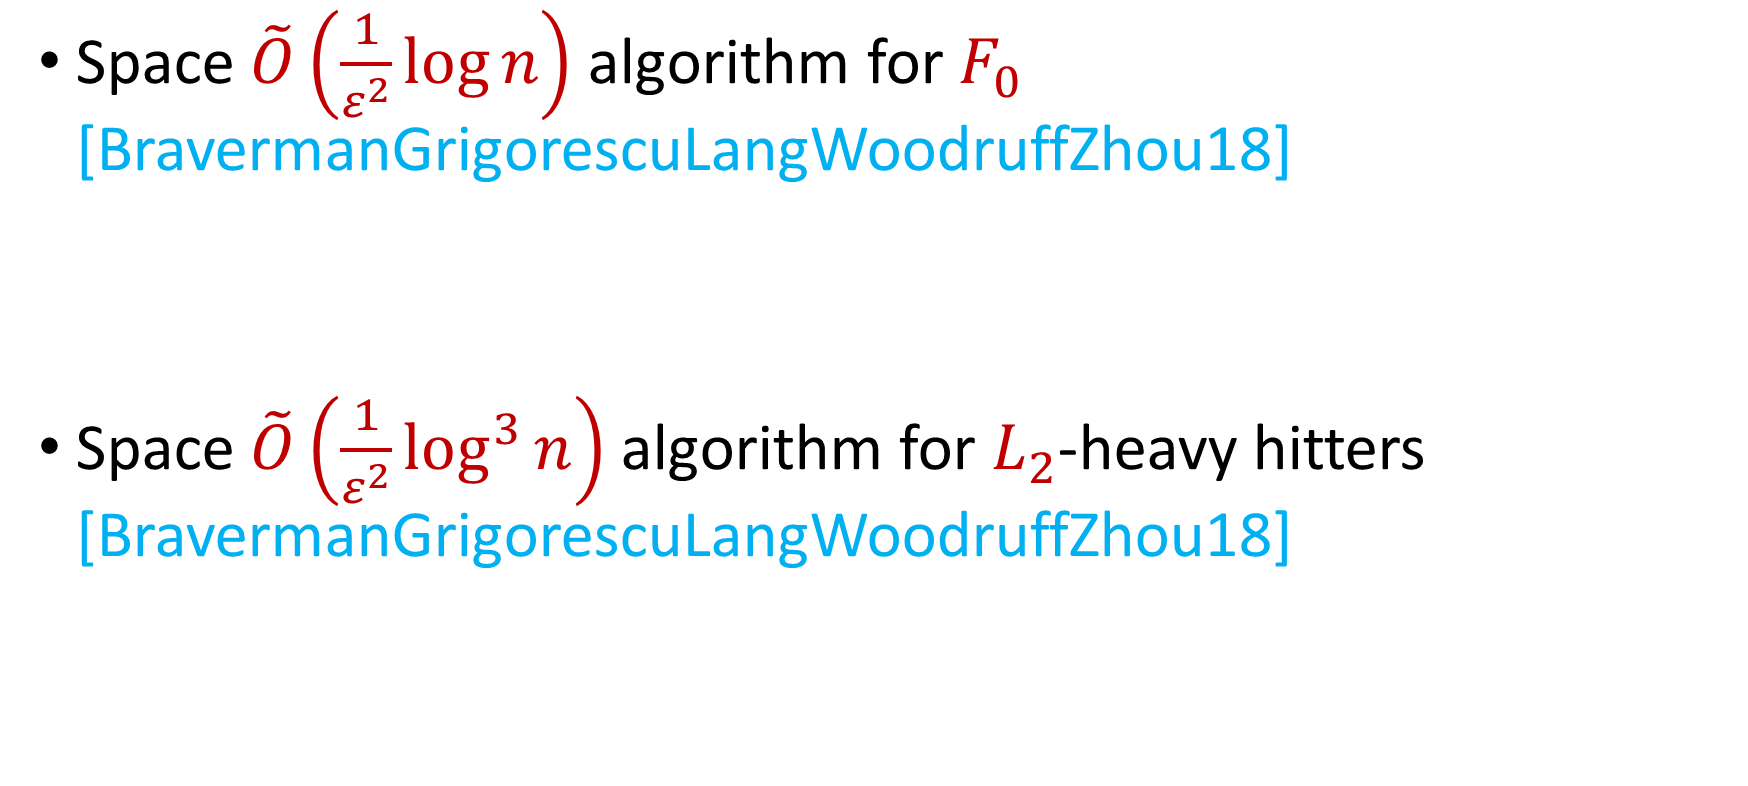 • Space Õ(1/ε² log n) algorithm for F₀
[BravermanGrigorescuLangWoodruffZhou18]
• Space Õ(1/ε² log³ n) algorithm for L₂-heavy hitters
[BravermanGrigorescuLangWoodruffZhou18]